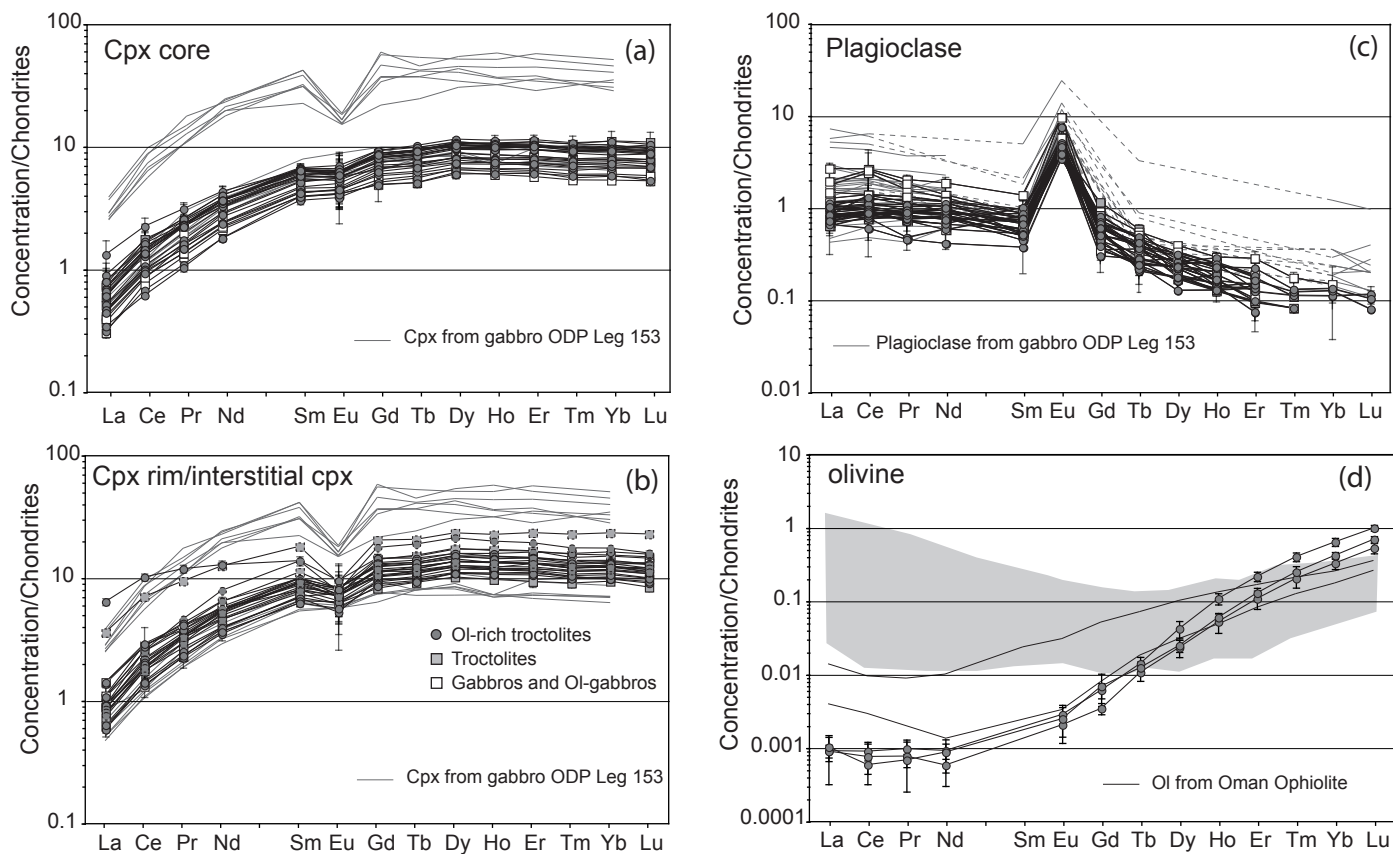 Concentration/Chondrites
100
10
1
0.1
Cpx core
(a)
Cpx from gabbro ODP Leg 153
La Ce Pr Nd Sm Eu Gd Tb Dy Ho Er Tm Yb Lu
Concentration/Chondrites
100
10
1
0.1
0.01
Plagioclase
(c)
Plagioclase from gabbro ODP Leg 153
La Ce Pr Nd Sm Eu Gd Tb Dy Ho Er Tm Yb Lu
Concentration/Chondrites
100
10
1
0.1
Cpx rim/interstitial cpx
(b)
Ol-rich troctolites
Troctolites
Gabbros and Ol-gabbros
Cpx from gabbro ODP Leg 153
La Ce Pr Nd Sm Eu Gd Tb Dy Ho Er Tm Yb Lu
Concentration/Chondrites
10
1
0.1
0.01
0.001
0.0001
olivine
(d)
Ol from Oman Ophiolite
La Ce Pr Nd Sm Eu Gd Tb Dy Ho Er Tm Yb Lu